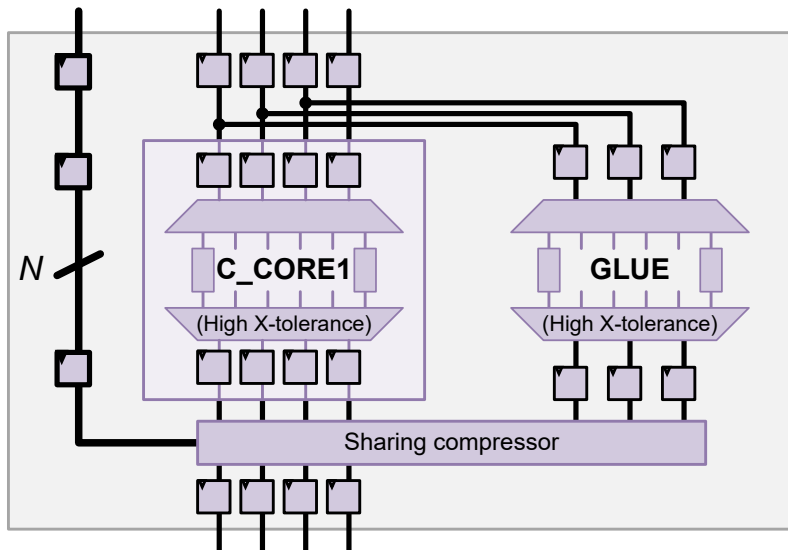 N
C_CORE1
GLUE
(High X-tolerance)
(High X-tolerance)
Sharing compressor